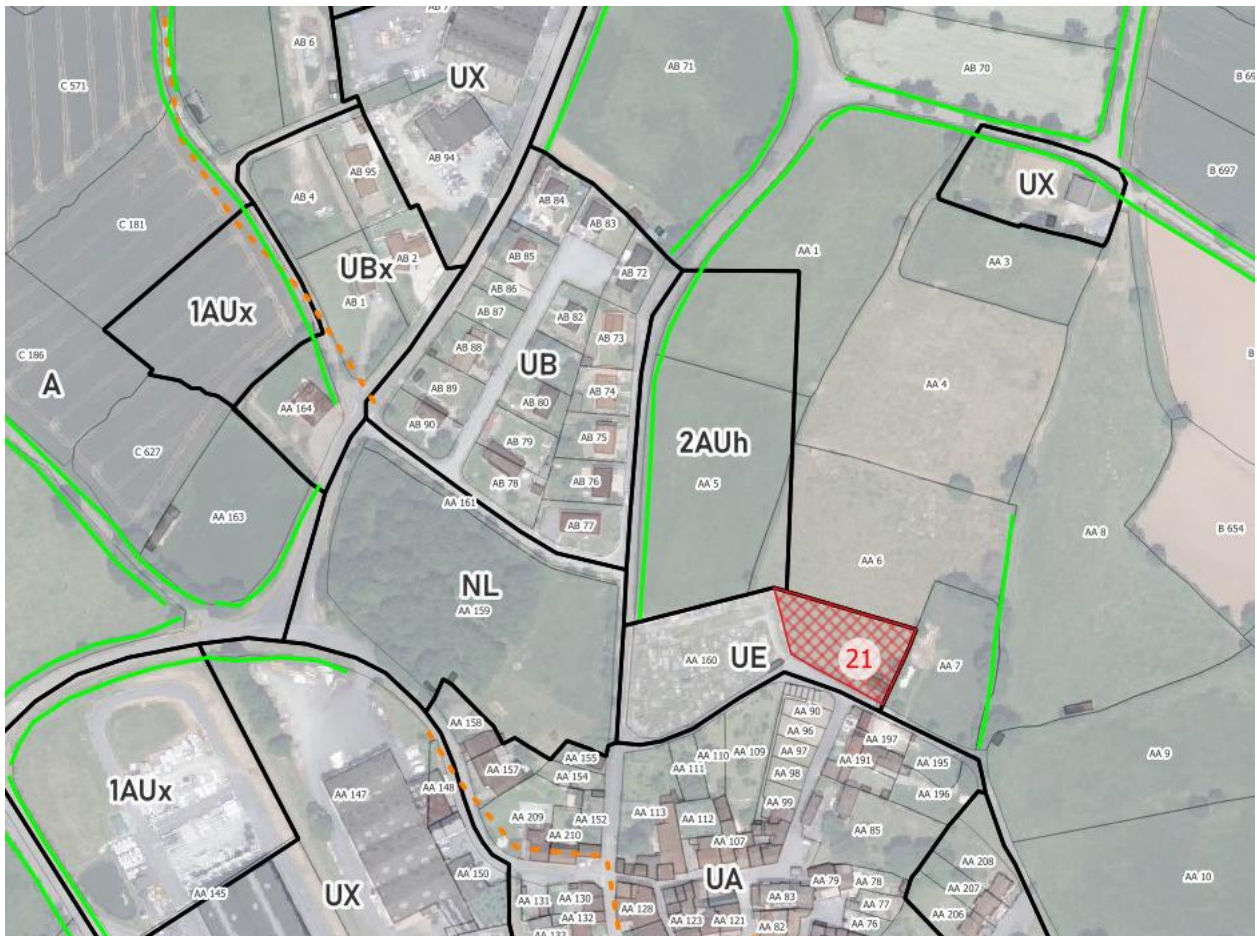 AB 7
AB 6
UX
AB 71
AB 70
C 571
B 69
AB 94
AB 95
AB 4
AB 84
AB 83
UX
B 697
C 181
AB 2
UBx
AB 1
AB 85
AB 72
AA 1
AA 3
AB 86
AB 87
AB 82
AB 73
1AUx
AB 88
UB
C 186
A
AB 89
AB 80
AB 74
AA 4
AA 164
AB 90
AB 79
AB 75
2AUh
C 627
AB 78
AB 76
AA 5
AA 161
AA 163
AB 77
B 654
AA 8
AA 6
NL
AA 159
AA 160
UE
21
AA 7
AA 90
AA 158
AA 96
AA 197
AA 9
AA 155
AA 110
AA 109
AA 97
AA 191
AA 195
AA 157
AA 154
AA 111
AA 98
AA 196
1AUx
AA 147
AA 148
AA 99
AA 209
AA 152
AA 113
AA 112
AA 85
AA 210
AA 107
AA 208
AA 150
AA 10
UX
UA
AA 79
AA 78
AA 207
AA 145
AA 131
AA 130
AA 128
AA 83
AA 77
AA 132
AA 123
AA 121
AA 82
AA 76
AA 206